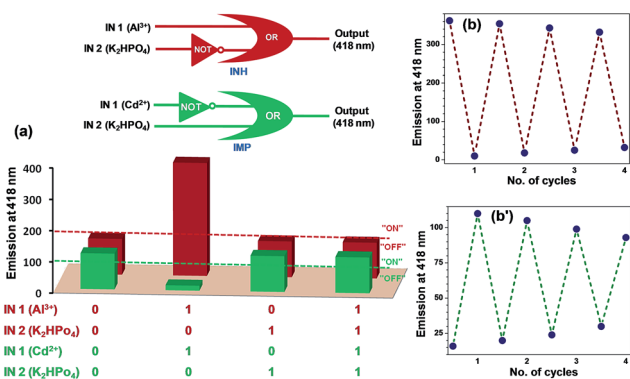 IN 1 (Al³⁺)
IN 2 (K₂HPO₄)
NOT
OR
Output
(418 nm)
INH
IN 1 (Cd²⁺)
IN 2 (K₂HPO₄)
NOT
OR
Output
(418 nm)
IMP
(a)
Emission at 418 nm
400
300
200
100
0
"ON"
"OFF"
"ON"
"OFF"
IN 1 (Al³⁺) 0 1 0 1
IN 2 (K₂HPo₄) 0 0 1 1
IN 1 (Cd²⁺) 0 1 0 1
IN 2 (K₂HPo₄) 0 0 1 1
(b)
Emission at 418 nm
300
200
100
0
1 2 3 4
No. of cycles
(b')
Emission at 418 nm
100
75
50
25
1 2 3 4
No. of cycles